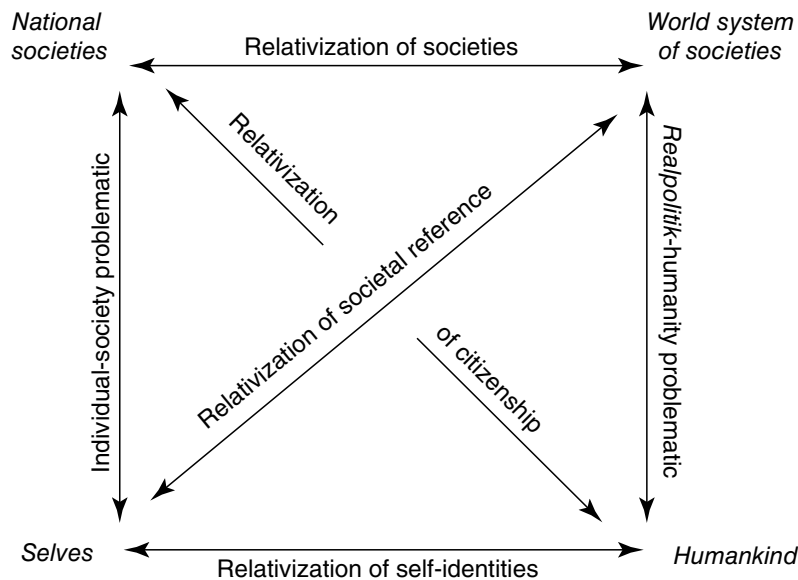 National
societies
Relativization of societies
World system
of societies
Relativization
Individual-society problematic
Relativization of societal reference
Realpolitik-humanity problematic
of citizenship
Selves
Relativization of self-identities
Humankind